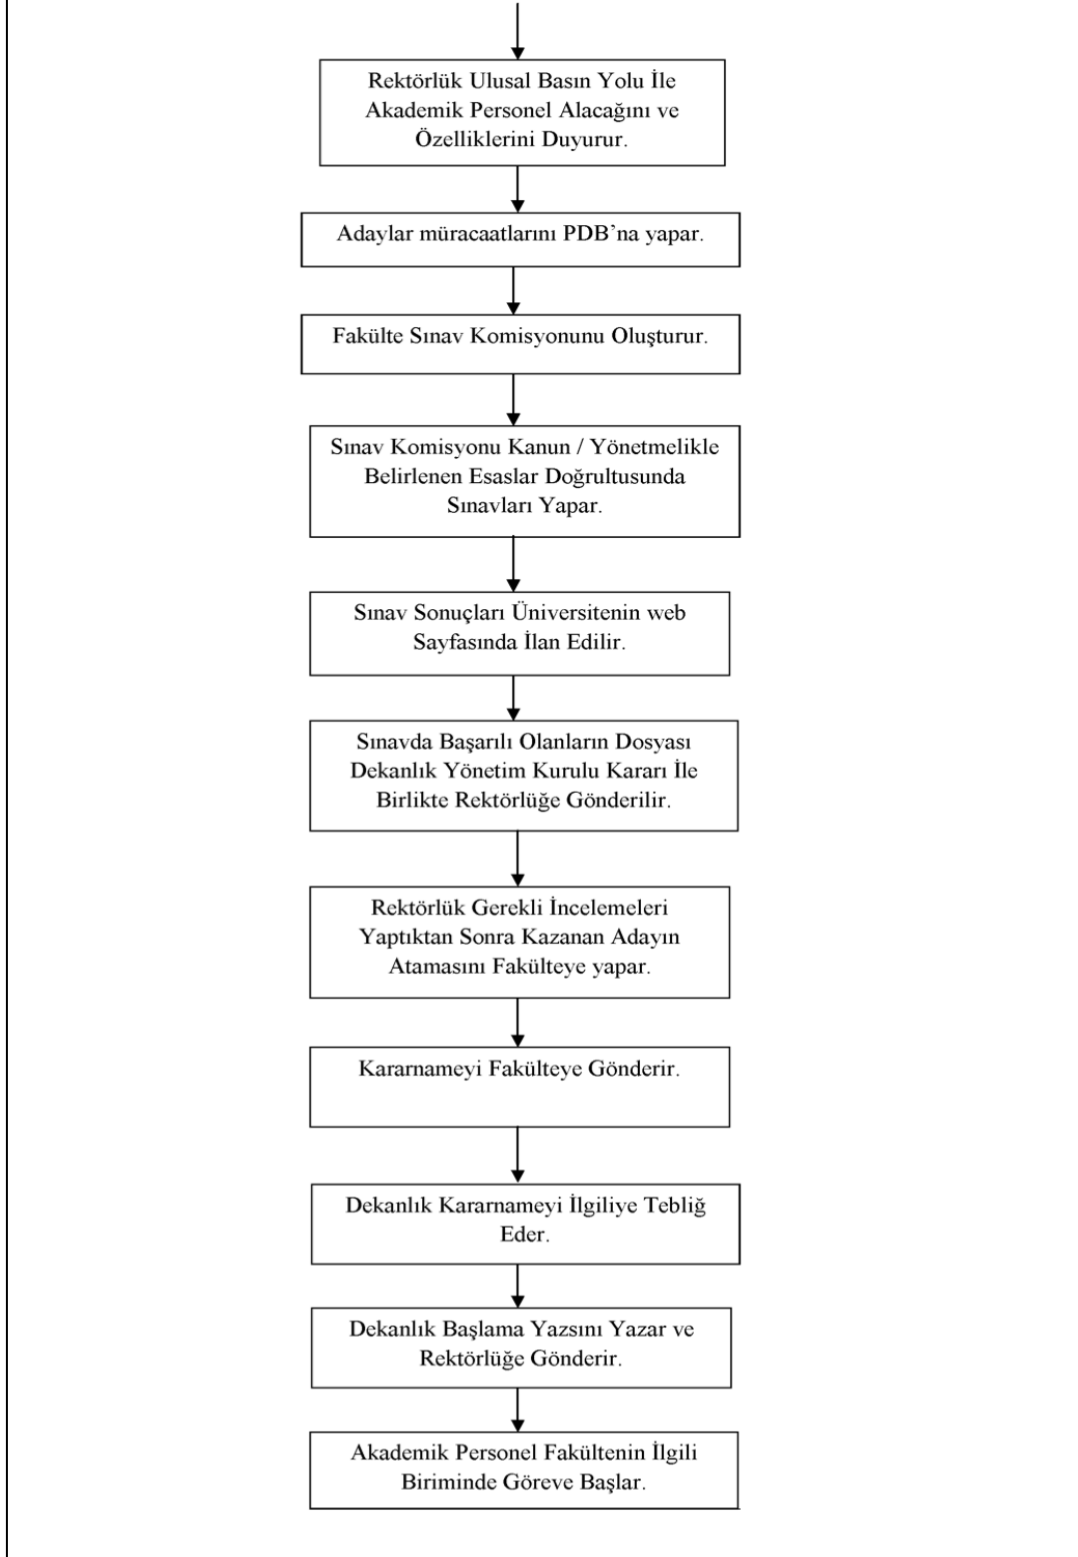 Rektörlük Ulusal Basın Yolu İle
Akademik Personel Alacağını ve
Özelliklerini Duyurur.
Adaylar müracaatlarını PDB’na yapar.
Fakülte Sınav Komisyonunu Oluşturur.
Sınav Komisyonu Kanun / Yönetmelikle
Belirlenen Esaslar Doğrultusunda
Sınavları Yapar.
Sınav Sonuçları Üniversitenin web
Sayfasında İlan Edilir.
Sınavda Başarılı Olanların Dosyası
Dekanlık Yönetim Kurulu Kararı İle
Birlikte Rektörlüğe Gönderilir.
Rektörlük Gerekli İncelemeleri
Yaptıktan Sonra Kazanan Adayın
Atamasını Fakülteye yapar.
Kararnameyi Fakülteye Gönderir.
Dekanlık Kararnameyi İlgiliye Tebliğ
Eder.
Dekanlık Başlama Yazsını Yazar ve
Rektörlüğe Gönderir.
Akademik Personel Fakültenin İlgili
Biriminde Göreve Başlar.